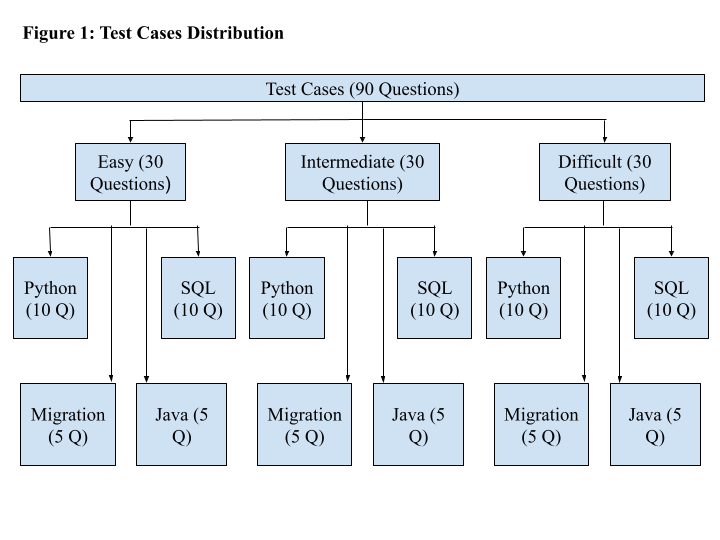 Figure 1: Test Cases Distribution
Test Cases (90 Questions)
Easy (30
Questions)
Intermediate (30
Questions)
Difficult (30
Questions)
Python
(10 Q)
SQL
(10 Q)
Python
(10 Q)
SQL
(10 Q)
Python
(10 Q)
SQL
(10 Q)
Migration
(5 Q)
Java (5
Q)
Migration
(5 Q)
Java (5
Q)
Migration
(5 Q)
Java (5
Q)